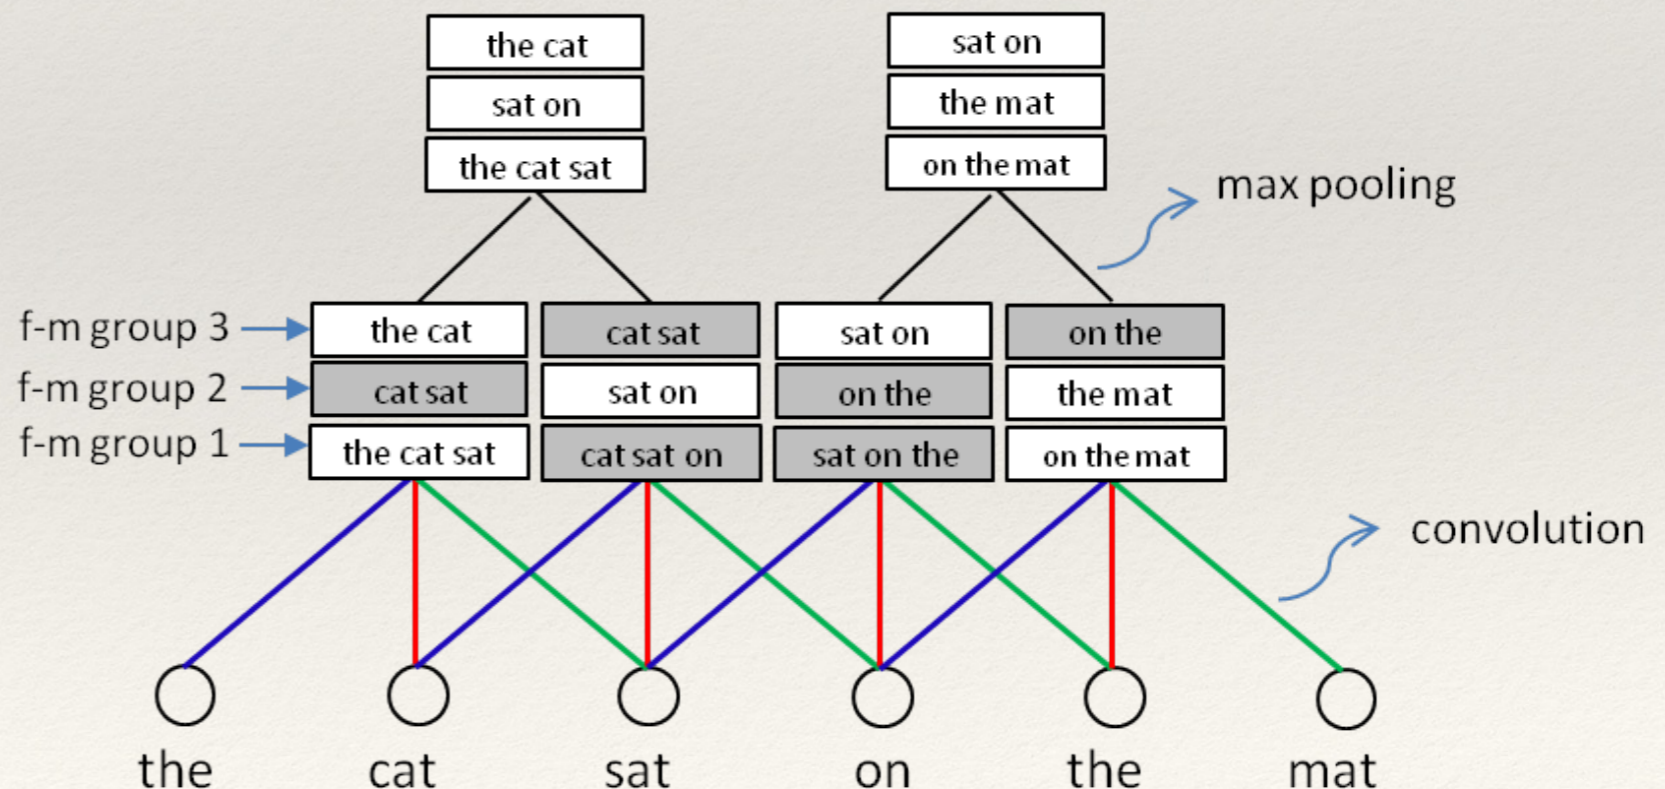 the cat
sat on
sat on
the mat
the cat sat
on the mat
max pooling
f-m group 3
the cat
cat sat
sat on
on the
f-m group 2
cat sat
sat on
on the
the mat
f-m group 1
the cat sat
cat sat on
sat on the
on the mat
convolution
the cat sat on the mat